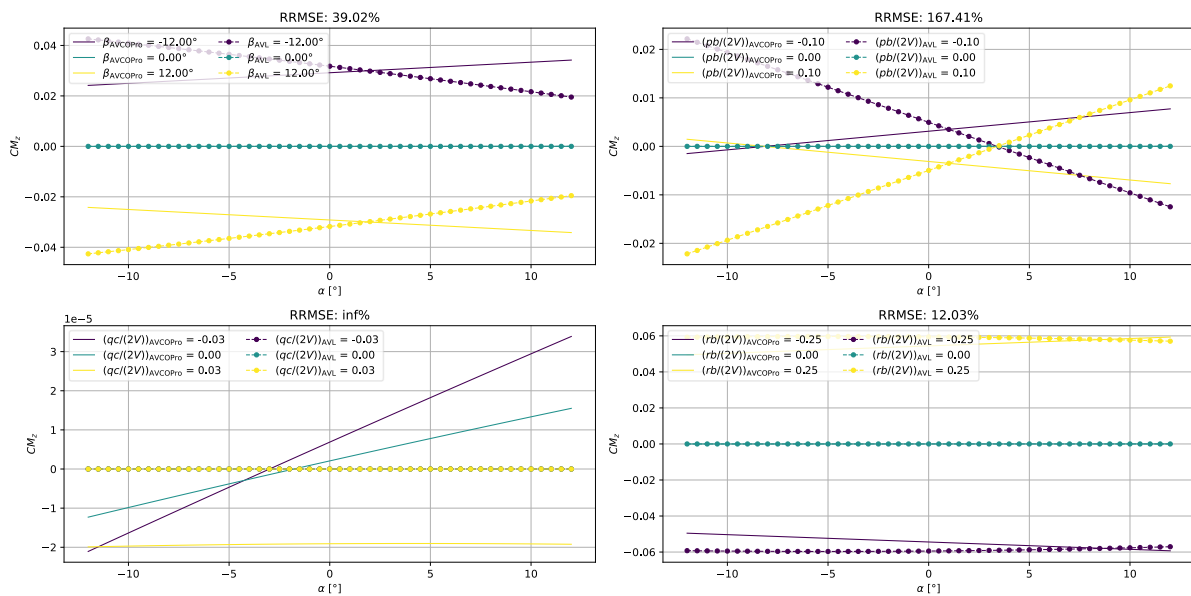 RRMSE: 39.02%
β_AVCOPro = -12.00° β_AVL = -12.00°
β_AVCOPro = 0.00° β_AVL = 0.00°
β_AVCOPro = 12.00° β_AVL = 12.00°
0.04
0.02
0.00
−0.02
−0.04
CM_z
−10 −5 0 5 10
α [°]
RRMSE: 167.41%
(pb/(2V))_AVCOPro = -0.10 (pb/(2V))_AVL = -0.10
(pb/(2V))_AVCOPro = 0.00 (pb/(2V))_AVL = 0.00
(pb/(2V))_AVCOPro = 0.10 (pb/(2V))_AVL = 0.10
0.02
0.01
0.00
−0.01
−0.02
CM_z
−10 −5 0 5 10
α [°]
RRMSE: inf%
1e−5
(qc/(2V))_AVCOPro = -0.03 (qc/(2V))_AVL = -0.03
(qc/(2V))_AVCOPro = 0.00 (qc/(2V))_AVL = 0.00
(qc/(2V))_AVCOPro = 0.03 (qc/(2V))_AVL = 0.03
3
2
1
0
−1
−2
CM_z
−10 −5 0 5 10
α [°]
RRMSE: 12.03%
(rb/(2V))_AVCOPro = -0.25 (rb/(2V))_AVL = -0.25
(rb/(2V))_AVCOPro = 0.00 (rb/(2V))_AVL = 0.00
(rb/(2V))_AVCOPro = 0.25 (rb/(2V))_AVL = 0.25
0.06
0.04
0.02
0.00
−0.02
−0.04
−0.06
CM_z
−10 −5 0 5 10
α [°]